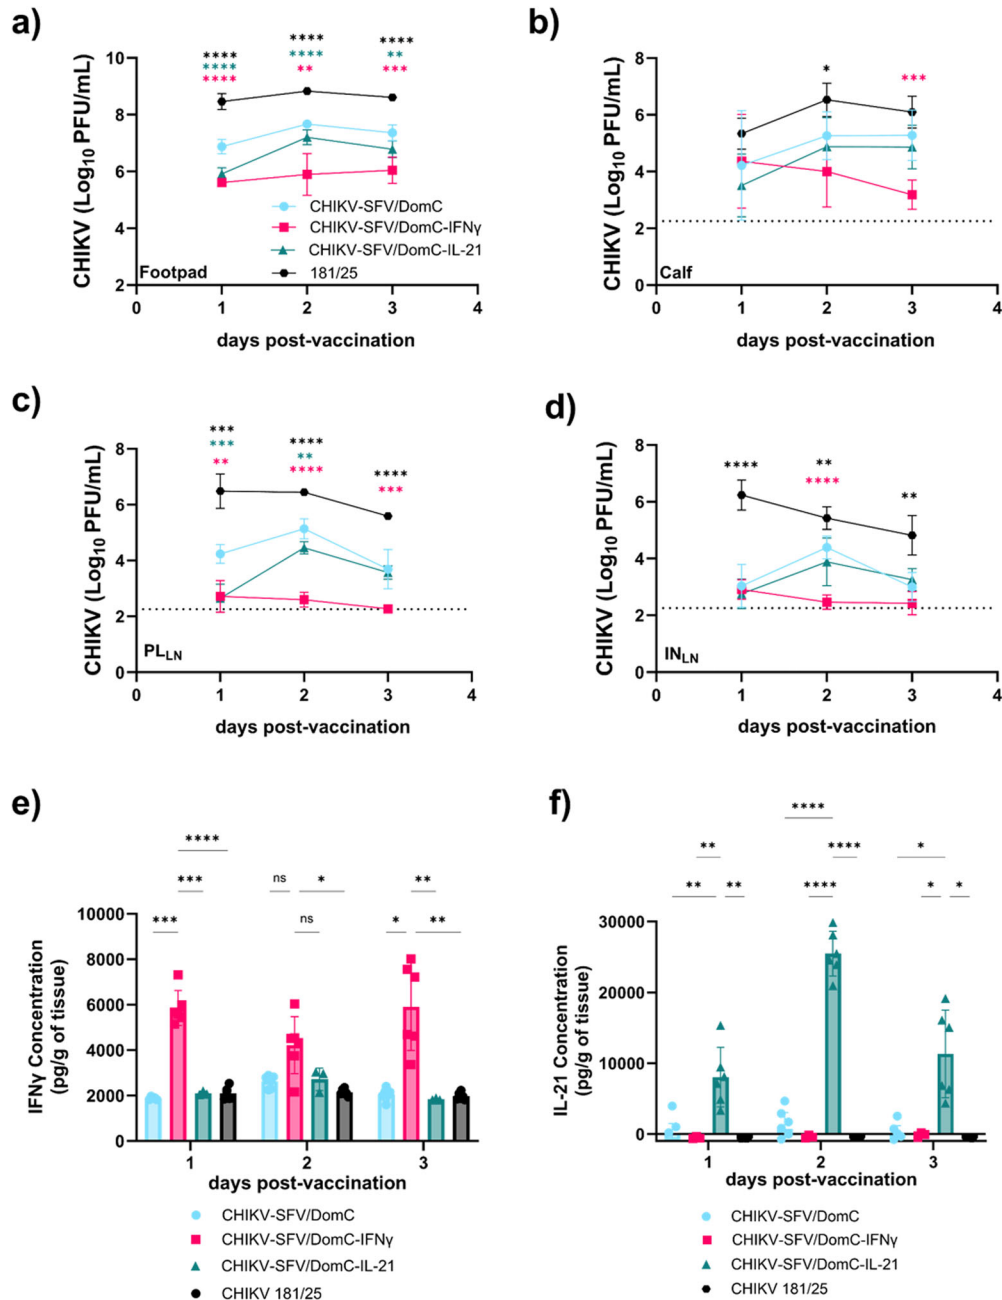 a)
****
****
****
****
****
**
****
**
***
CHIKV (Log10 PFU/mL)
10
8
6
4
2
CHIKV-SFV/DomC
CHIKV-SFV/DomC-IFNγ
CHIKV-SFV/DomC-IL-21
181/25
Footpad
0
1
2
3
4
days post-vaccination
b)
*
***
CHIKV (Log10 PFU/mL)
10
8
6
4
2
0
Calf
0
1
2
3
4
days post-vaccination
c)
***
***
**
****
**
****
****
***
CHIKV (Log10 PFU/mL)
8
6
4
2
0
PLLN
0
1
2
3
4
days post-vaccination
d)
****
**
****
**
CHIKV (Log10 PFU/mL)
8
6
4
2
0
INLN
0
1
2
3
4
days post-vaccination
e)
****
***
***
ns
*
ns
**
*
**
IFNγ Concentration
(pg/g of tissue)
10000
8000
6000
4000
2000
0
1
2
3
days post-vaccination
CHIKV-SFV/DomC
CHIKV-SFV/DomC-IFNγ
CHIKV-SFV/DomC-IL-21
CHIKV 181/25
f)
****
**
****
*
**
**
****
*
*
IL-21 Concentration
(pg/g of tissue)
30000
20000
10000
0
1
2
3
days post-vaccination
CHIKV-SFV/DomC
CHIKV-SFV/DomC-IFNγ
CHIKV-SFV/DomC-IL-21
CHIKV 181/25